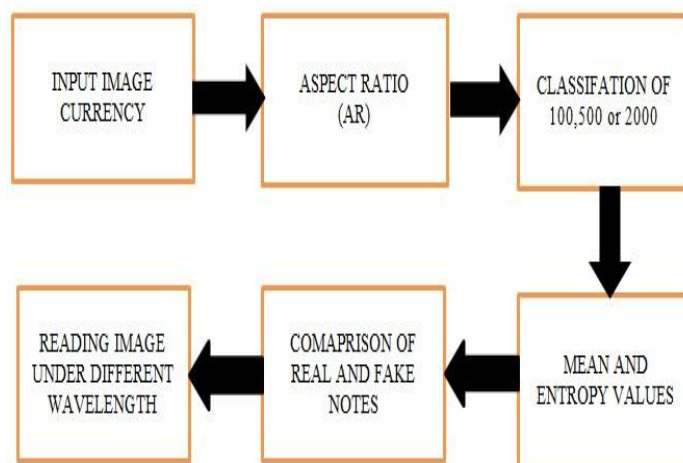 INPUT IMAGE
CURRENCY
ASPECT RATIO
(AR)
CLASSIFATION OF
100,500 or 2000
MEAN AND
ENTROPY VALUES
COMAPRISON OF
REAL AND FAKE
NOTES
READING IMAGE
UNDER DIFFERENT
WAVELENGTH